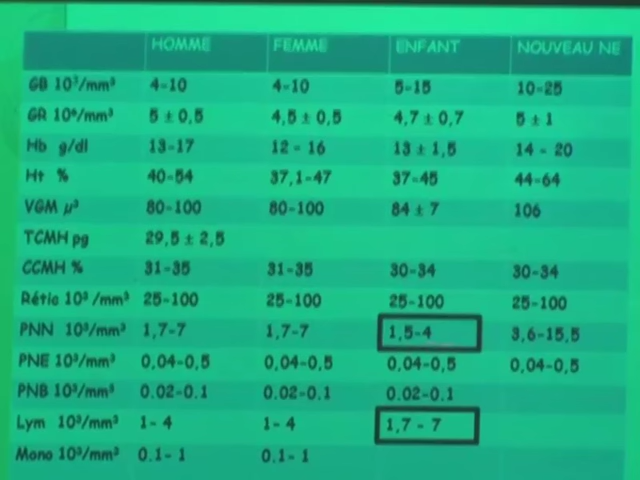 HOMME FEMME ENFANT NOUVEAU NE
GB 10³/mm³ 4-10 4-10 5-15 10-25
GR 10⁶/mm³ 5 ± 0,5 4,5 ± 0,5 4,7 ± 0,7 5 ± 1
Hb g/dl 13-17 12 - 16 13 ± 1,5 14 - 20
Ht % 40-54 37,1-47 37-45 44-64
VGM µ³ 80-100 80-100 84 ± 7 106
TCMH pg 29,5 ± 2,5
CCMH % 31-35 31-35 30-34 30-34
Rétic 10³/mm³ 25-100 25-100 25-100 25-100
PNN 10³/mm³ 1,7-7 1,7-7 1,5-4 3,6-15,5
PNE 10³/mm³ 0,04-0,5 0,04-0,5 0,04-0,5 0,04-0,5
PNB 10³/mm³ 0.02-0.1 0.02-0.1 0.02-0.1
Lym 10³/mm³ 1- 4 1- 4 1,7 - 7
Mono 10³/mm³ 0.1- 1 0.1- 1